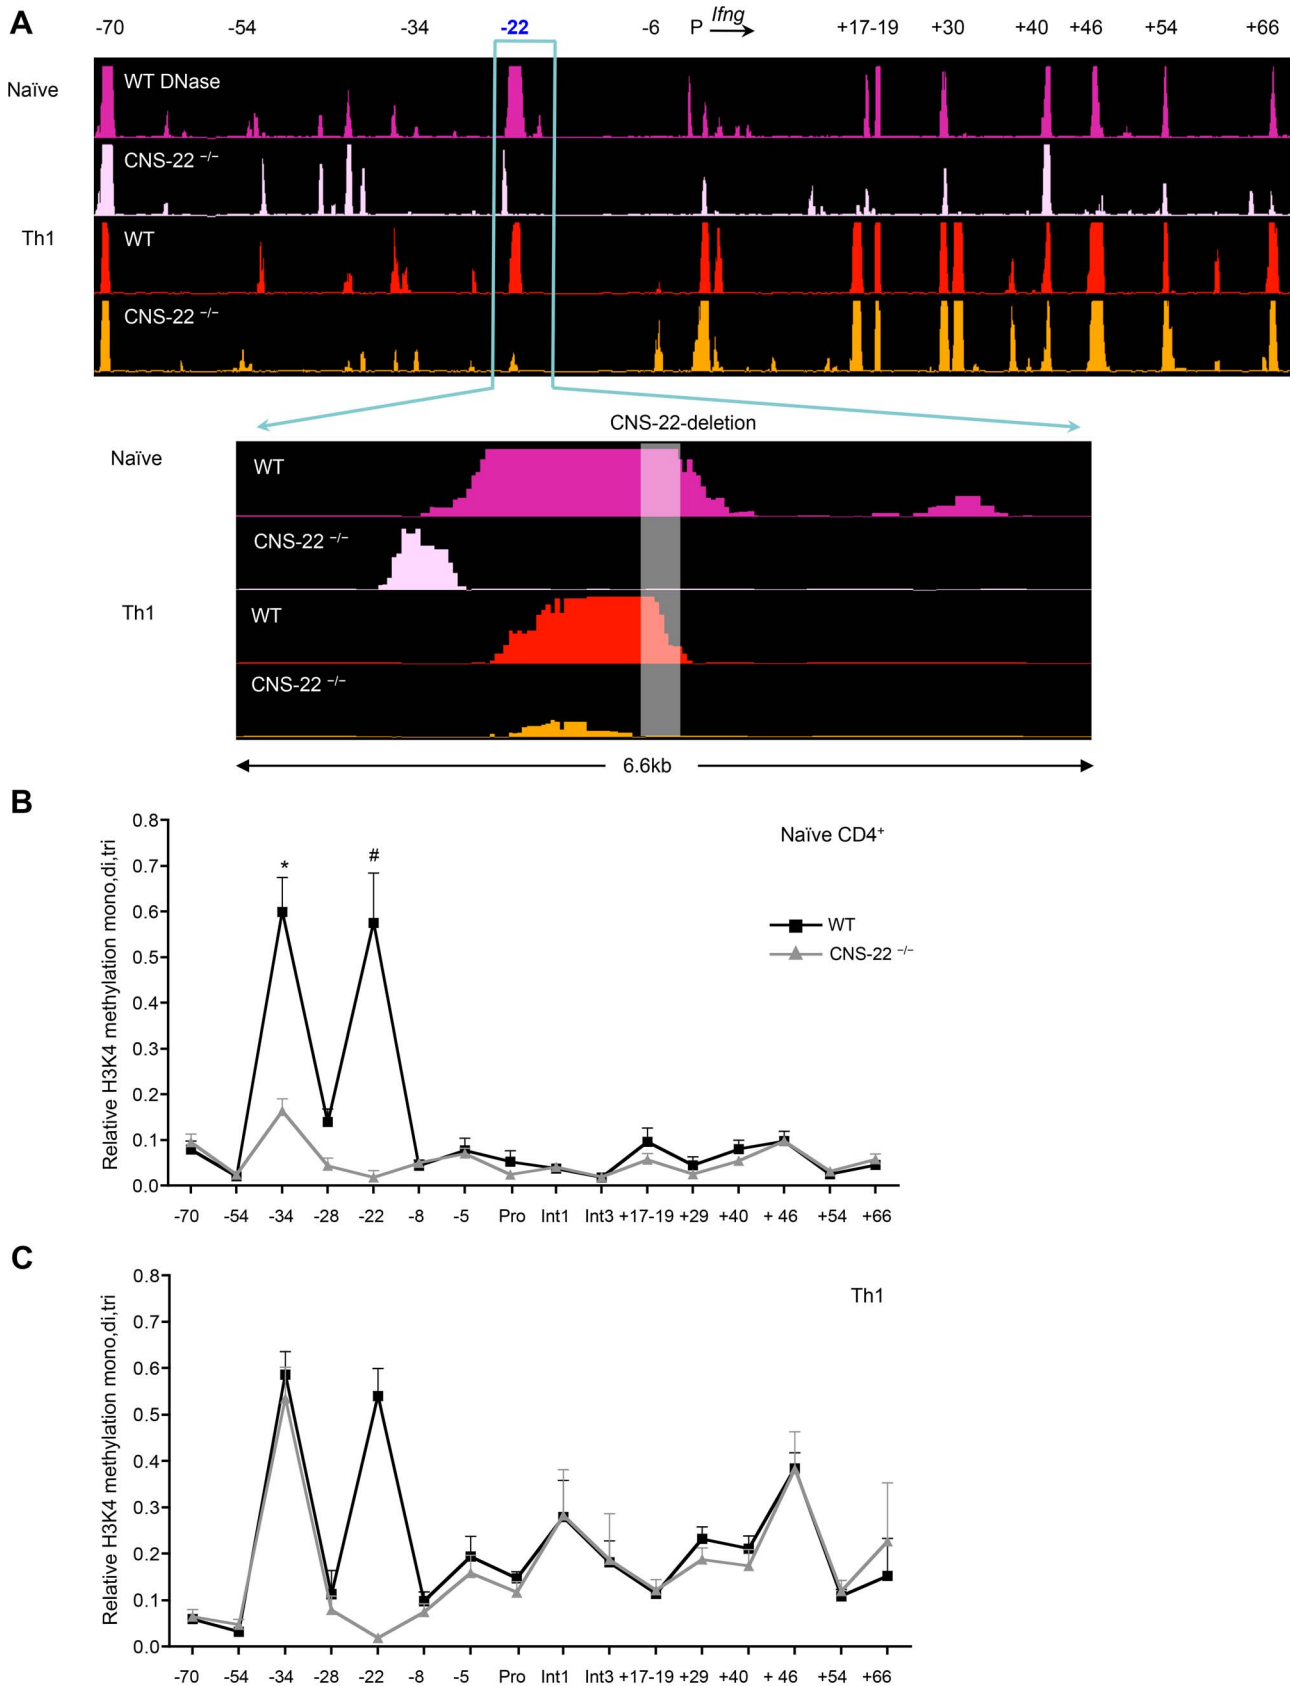 A
-70 -54 -34 -22 -6 P Ifng +17-19 +30 +40 +46 +54 +66
Naïve
WT DNase
CNS-22 −/−
Th1
WT
CNS-22 −/−
CNS-22-deletion
Naïve
WT
CNS-22 −/−
Th1
WT
CNS-22 −/−
6.6kb
B
Relative H3K4 methylation mono,di,tri
0.8
0.7
0.6
0.5
0.4
0.3
0.2
0.1
0.0
* #
Naïve CD4+
WT
CNS-22 −/−
-70 -54 -34 -28 -22 -8 -5 Pro Int1 Int3 +17-19 +29 +40 + 46 +54 +66
C
Relative H3K4 methylation mono,di,tri
0.8
0.7
0.6
0.5
0.4
0.3
0.2
0.1
0.0
Th1
-70 -54 -34 -28 -22 -8 -5 Pro Int1 Int3 +17-19 +29 +40 + 46 +54 +66